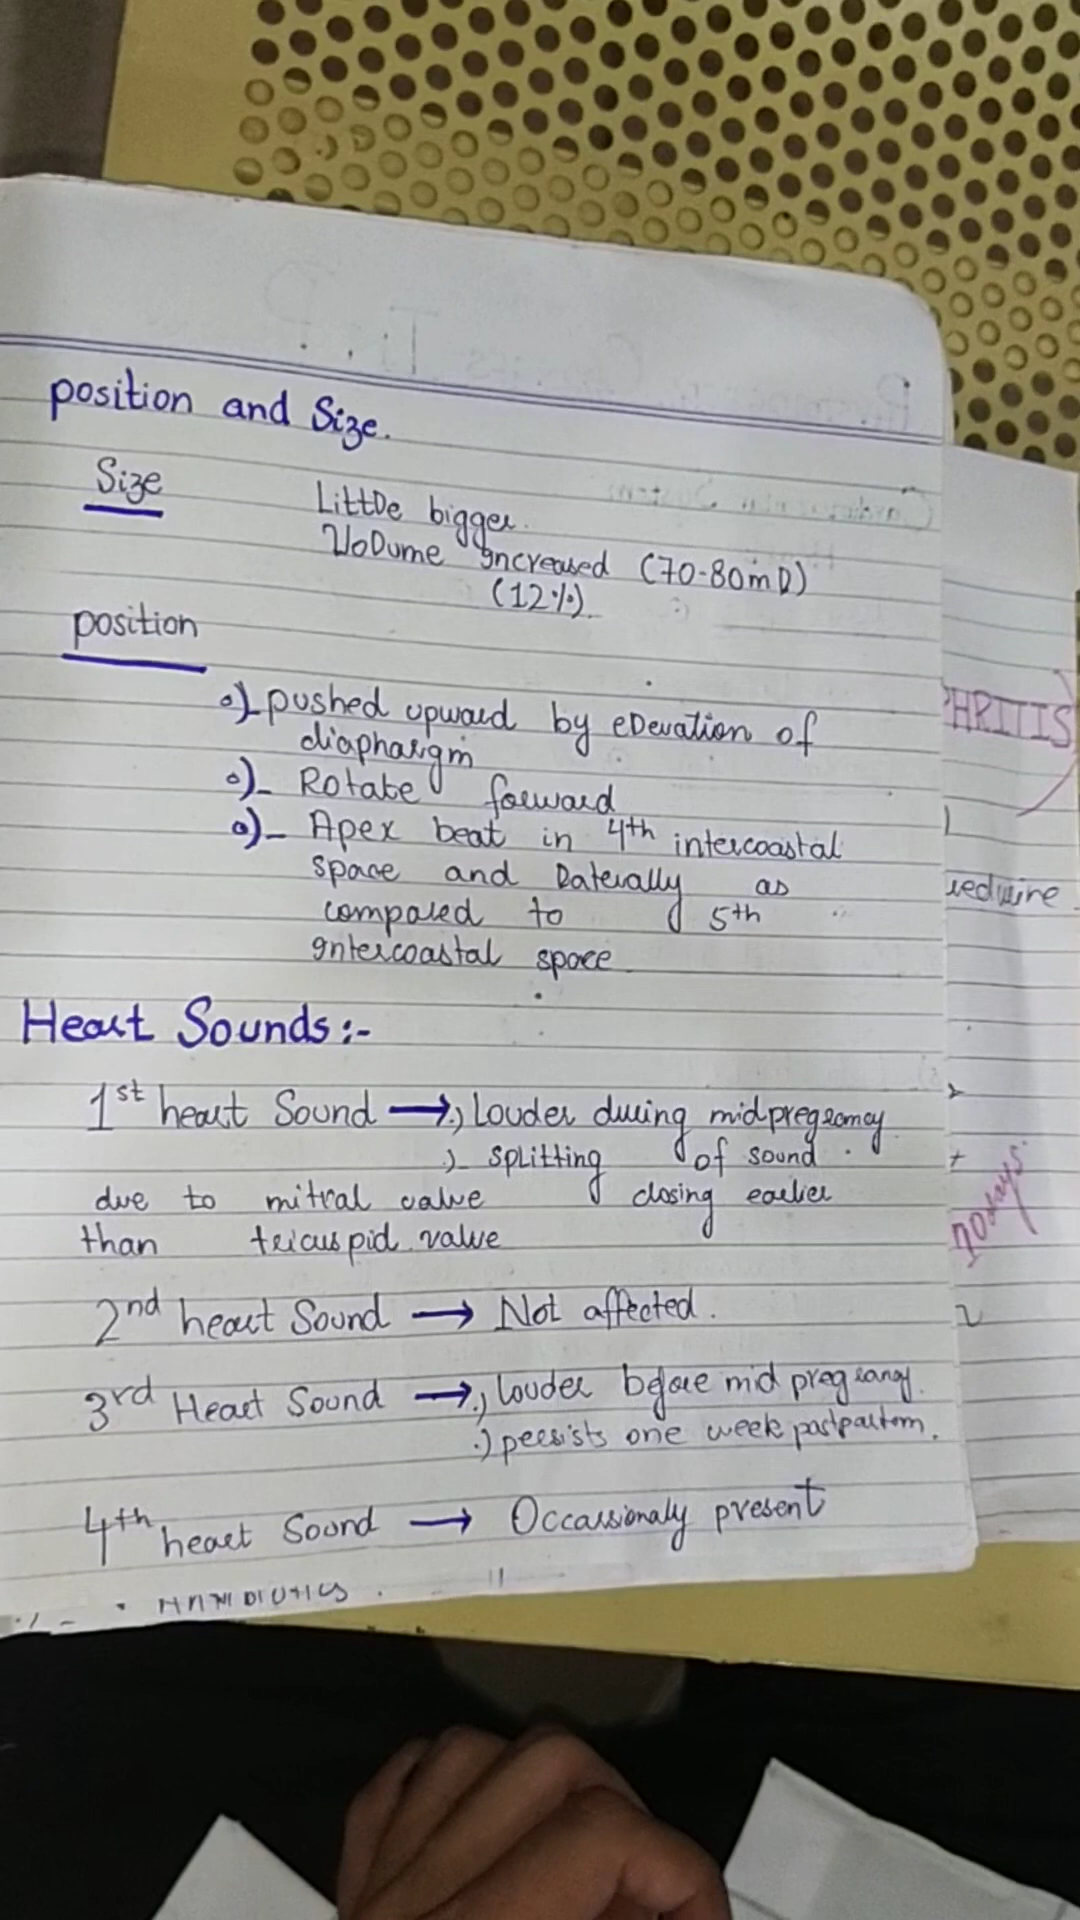 position and Size.
Size
Little bigger.
Volume increased (70-80ml)
(12%)
position
pushed upward by elevation of
diaphargm
Rotate forward
Apex beat in 4th intercoastal
space and laterally as
compared to 5th
intercoastal space
Heart Sounds:-
1st heart Sound → Louder during midpregnancy
splitting of sound.
due to mitral valve closing earlier
than tricuspid valve
2nd heart Sound → Not affected.
3rd Heart Sound → louder before mid pregnancy.
persists one week postpartum.
4th heart Sound → Occassionaly present
PHRITIS